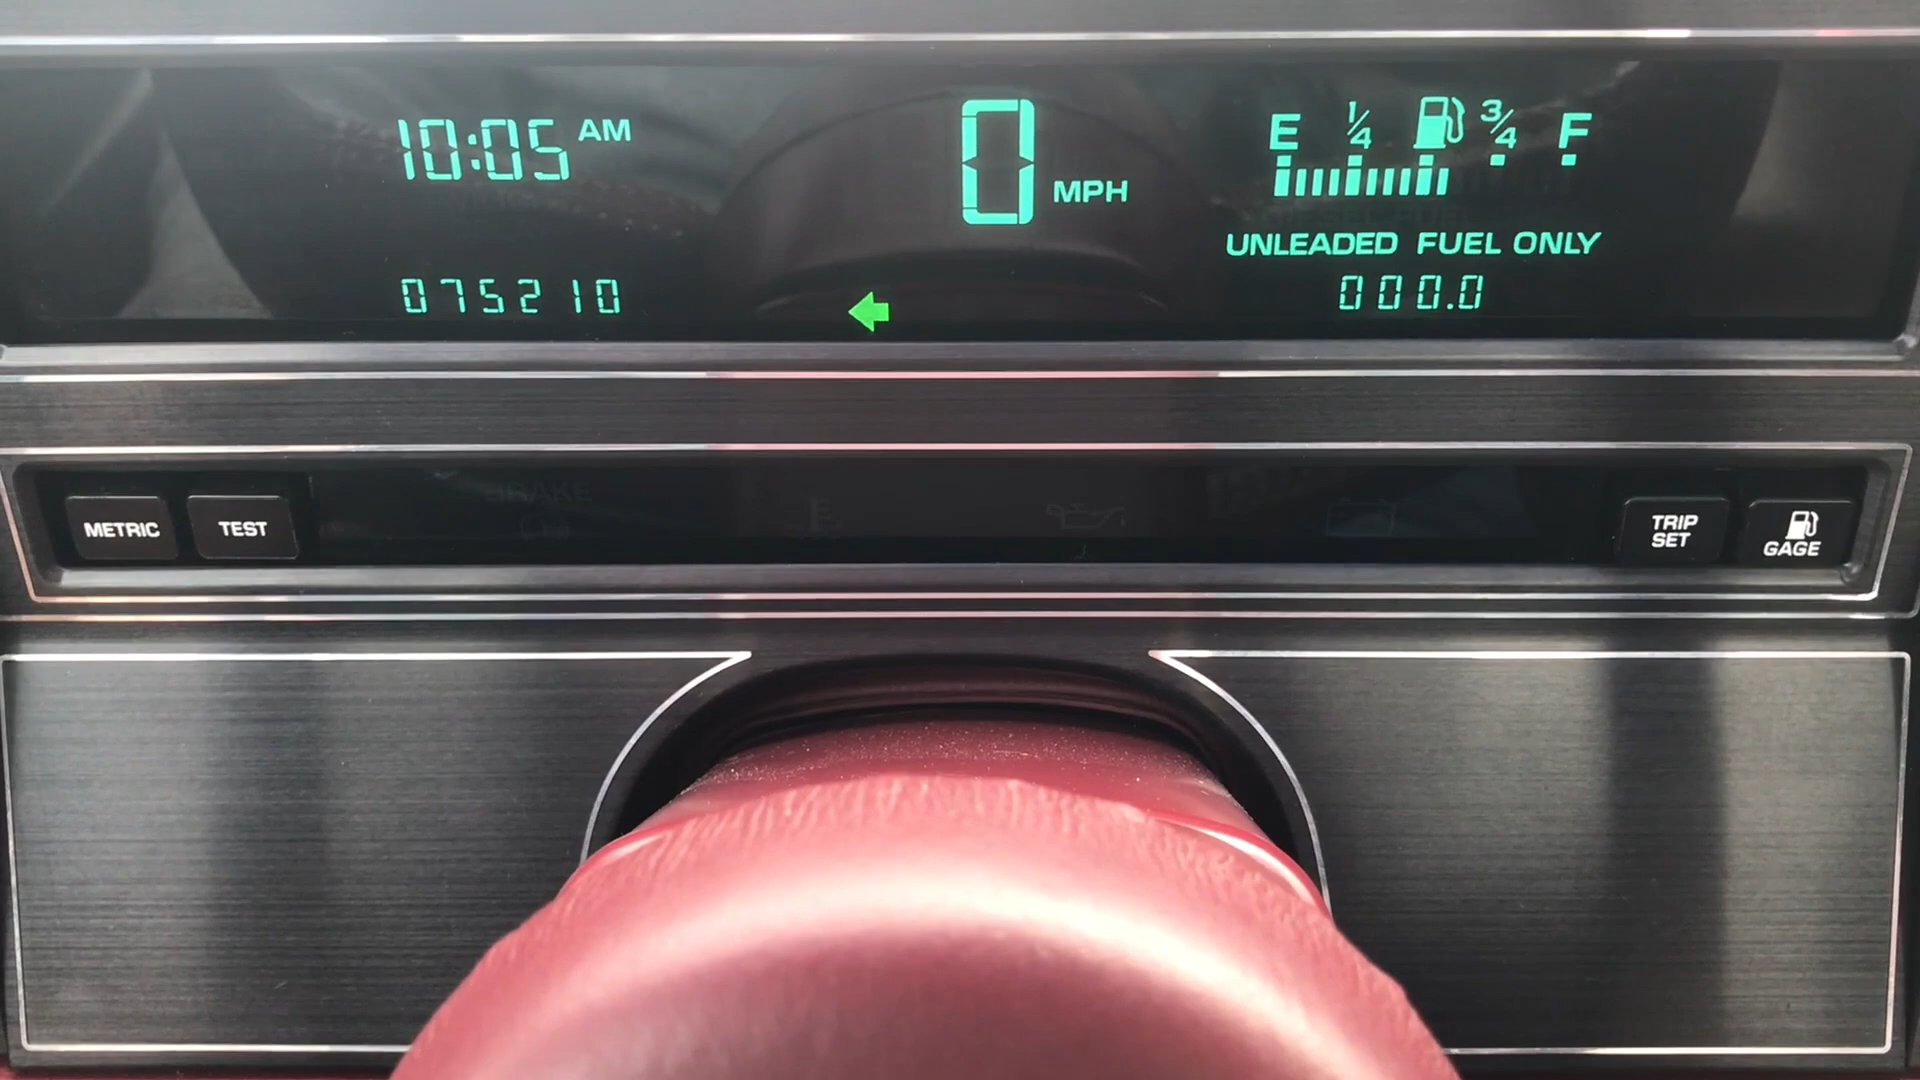 10:05 AM
0 MPH
E 1/4 3/4 F
UNLEADED FUEL ONLY
075210
000.0
METRIC
TEST
BRAKE
TRIP SET
GAGE